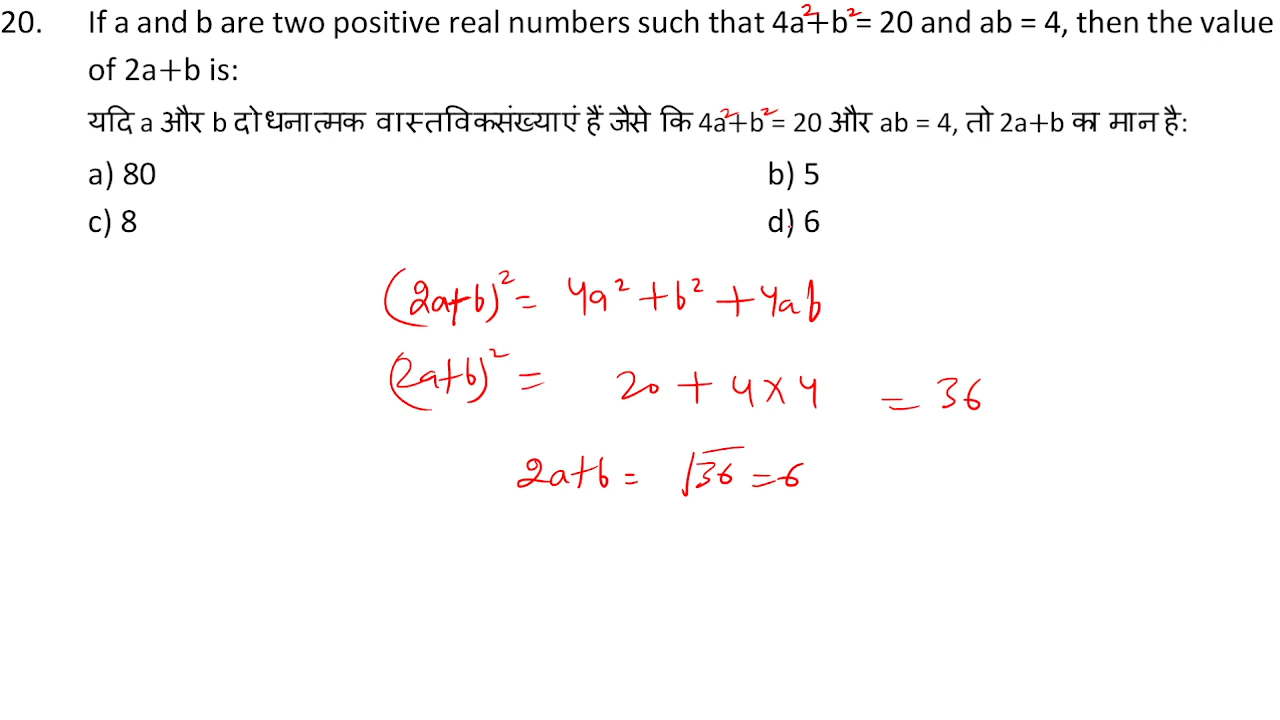 20. If a and b are two positive real numbers such that 4a²+b²= 20 and ab = 4, then the value
of 2a+b is:
यदि a और b दोधनात्मक वास्तविकसंख्याएं हैं जैसे कि 4a²+b²= 20 और ab = 4, तो 2a+b का मान है:
a) 80 b) 5
c) 8 d) 6
(2a+b)² = 4a² + b² + 4ab
(2a+b)² = 20 + 4 × 4 = 36
2a+b = √36 = 6